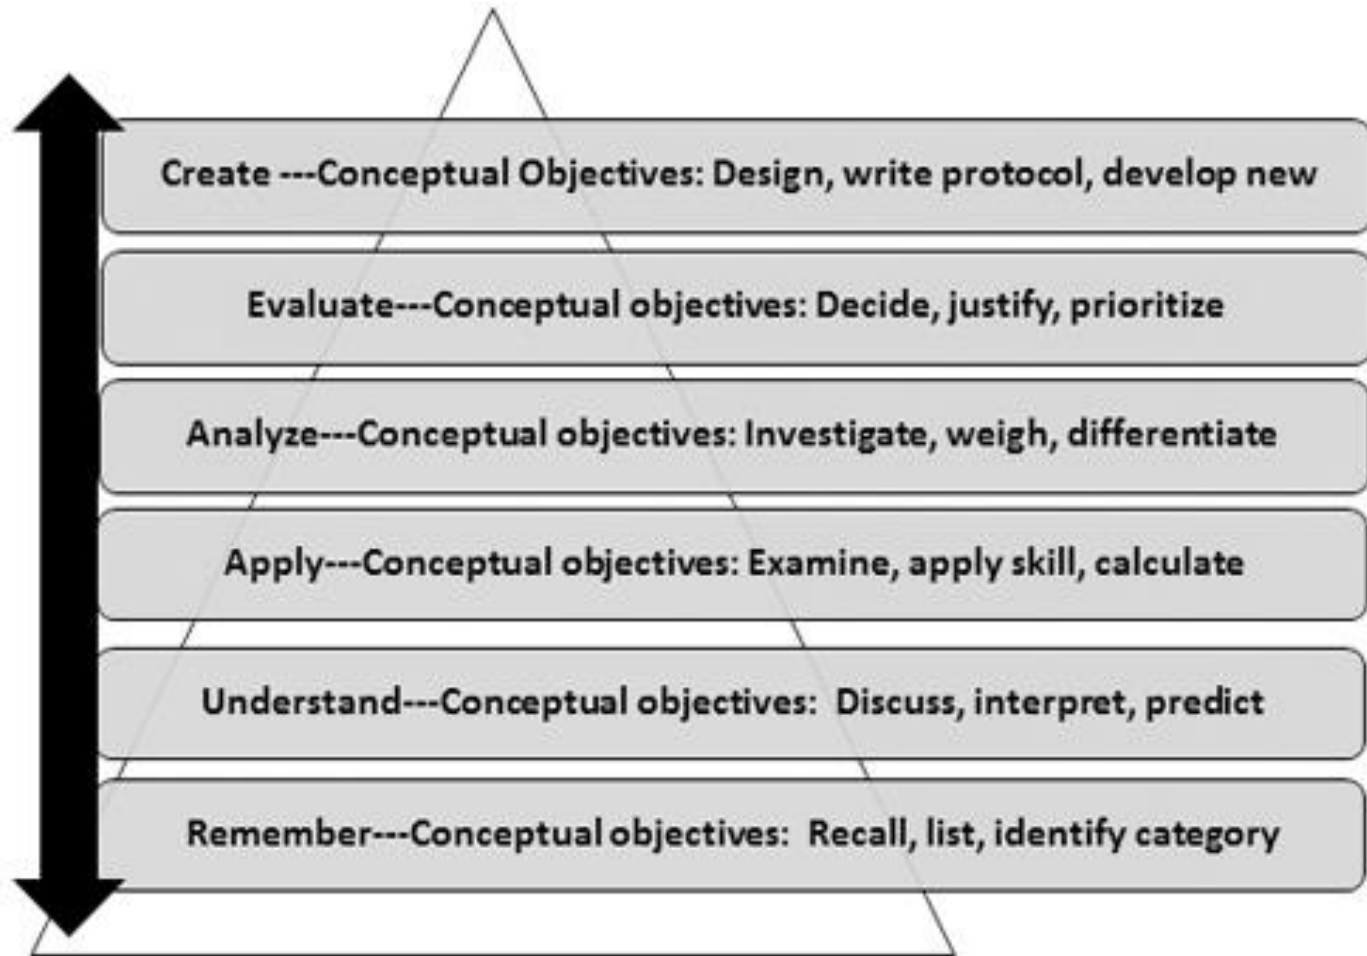 Create ---Conceptual Objectives: Design, write protocol, develop new
Evaluate---Conceptual objectives: Decide, justify, prioritize
Analyze---Conceptual objectives: Investigate, weigh, differentiate
Apply---Conceptual objectives: Examine, apply skill, calculate
Understand---Conceptual objectives:  Discuss, interpret, predict
Remember---Conceptual objectives:  Recall, list, identify category